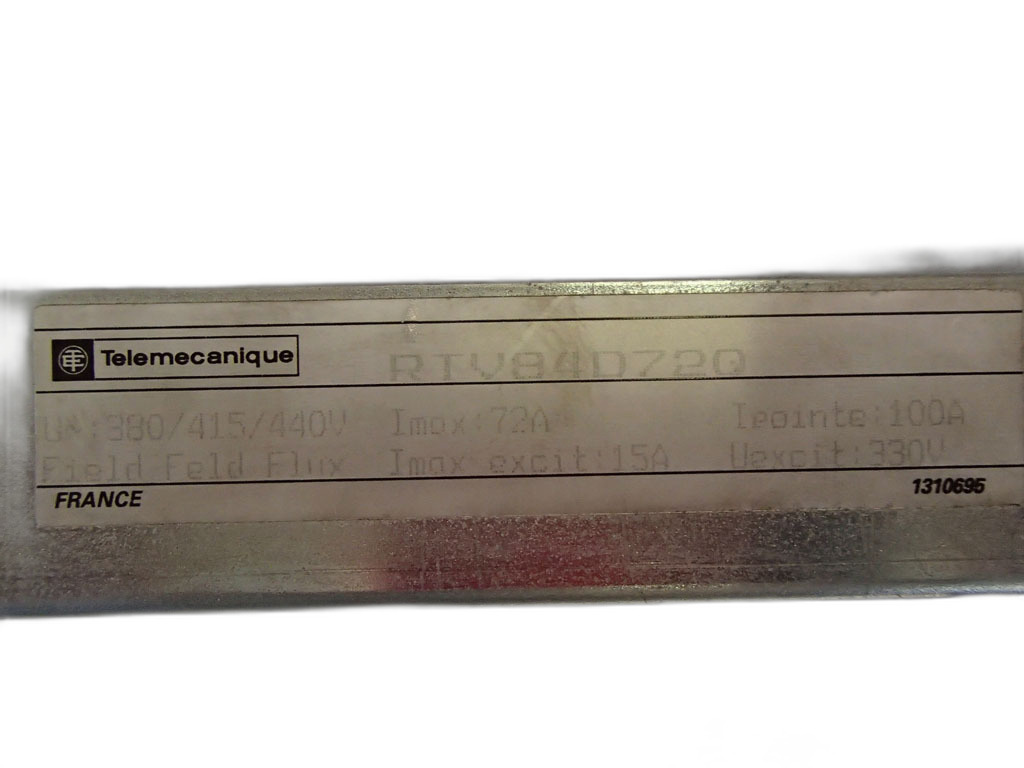 Telemecanique RTV84D72Q
U~:380/415/440V Imax:72A Ipointe:100A
Field Feld Flux Imax excit:15A Uexcit:330V
FRANCE 1310695